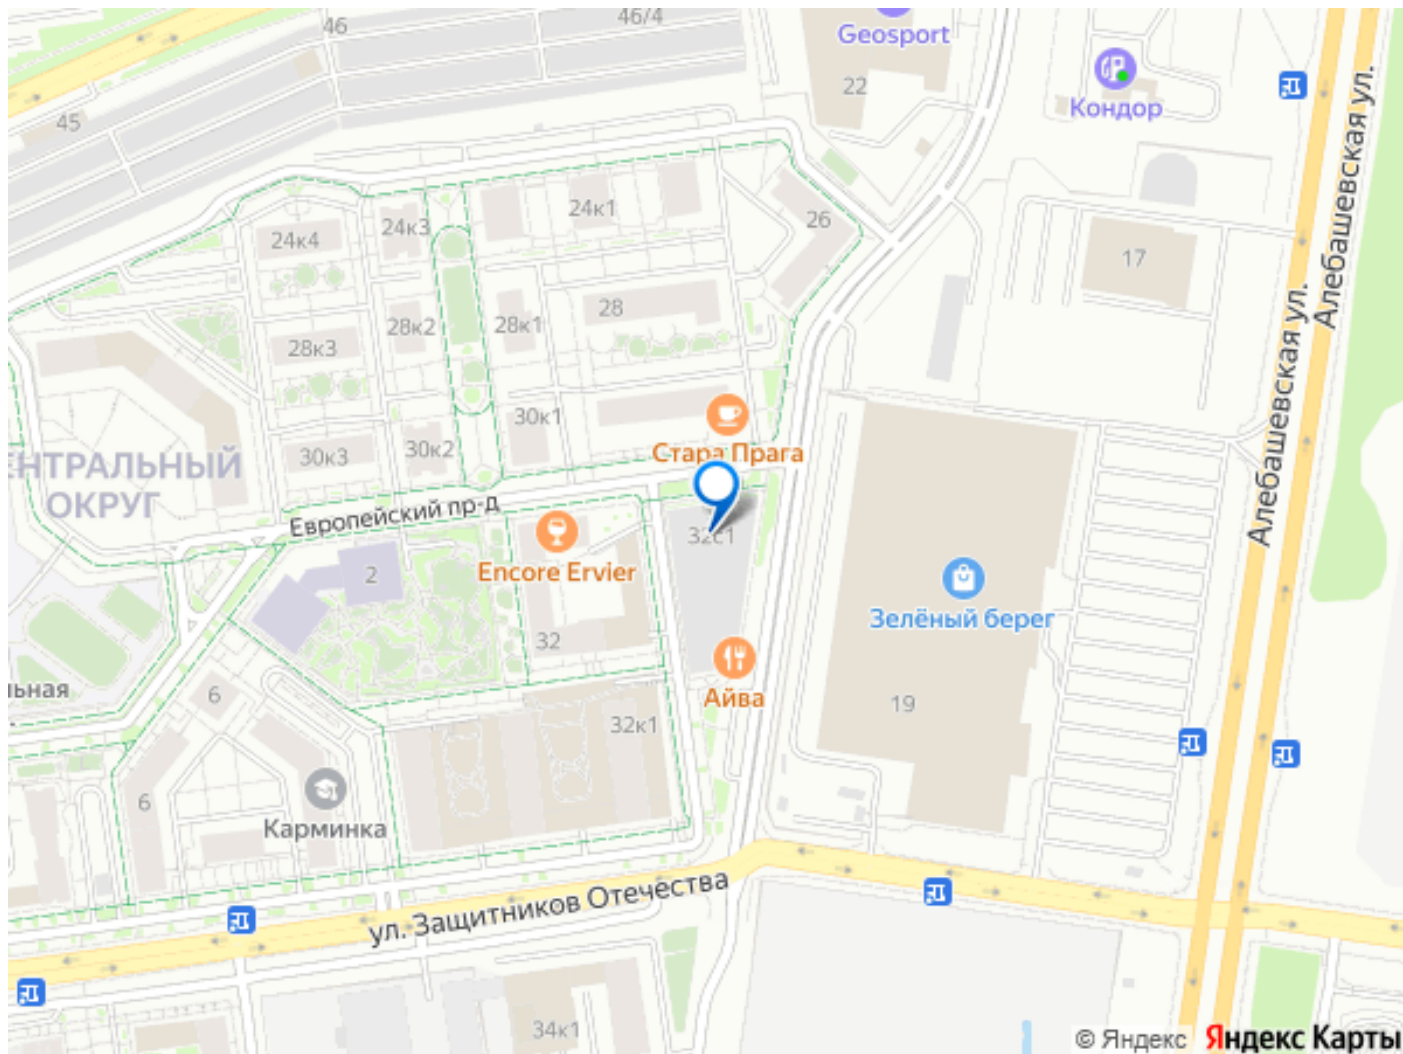 46
46/4
Geosport
22
Кондор
45
Алебашевская ул.
24к1
24к3
26
24к4
17
28
28к2
28к1
28к3
Алебашевская ул.
30к1
30к2
30к3
Стара Прага
ЕНТРАЛЬНЫЙ
ОКРУГ
Европейский пр-д
32с1
2
Encore Ervier
Зелёный берег
32
ьная
6
Айва
19
32к1
6
Карминка
ул. Защитников Отечества
34к1
© Яндекс Яндекс Карты